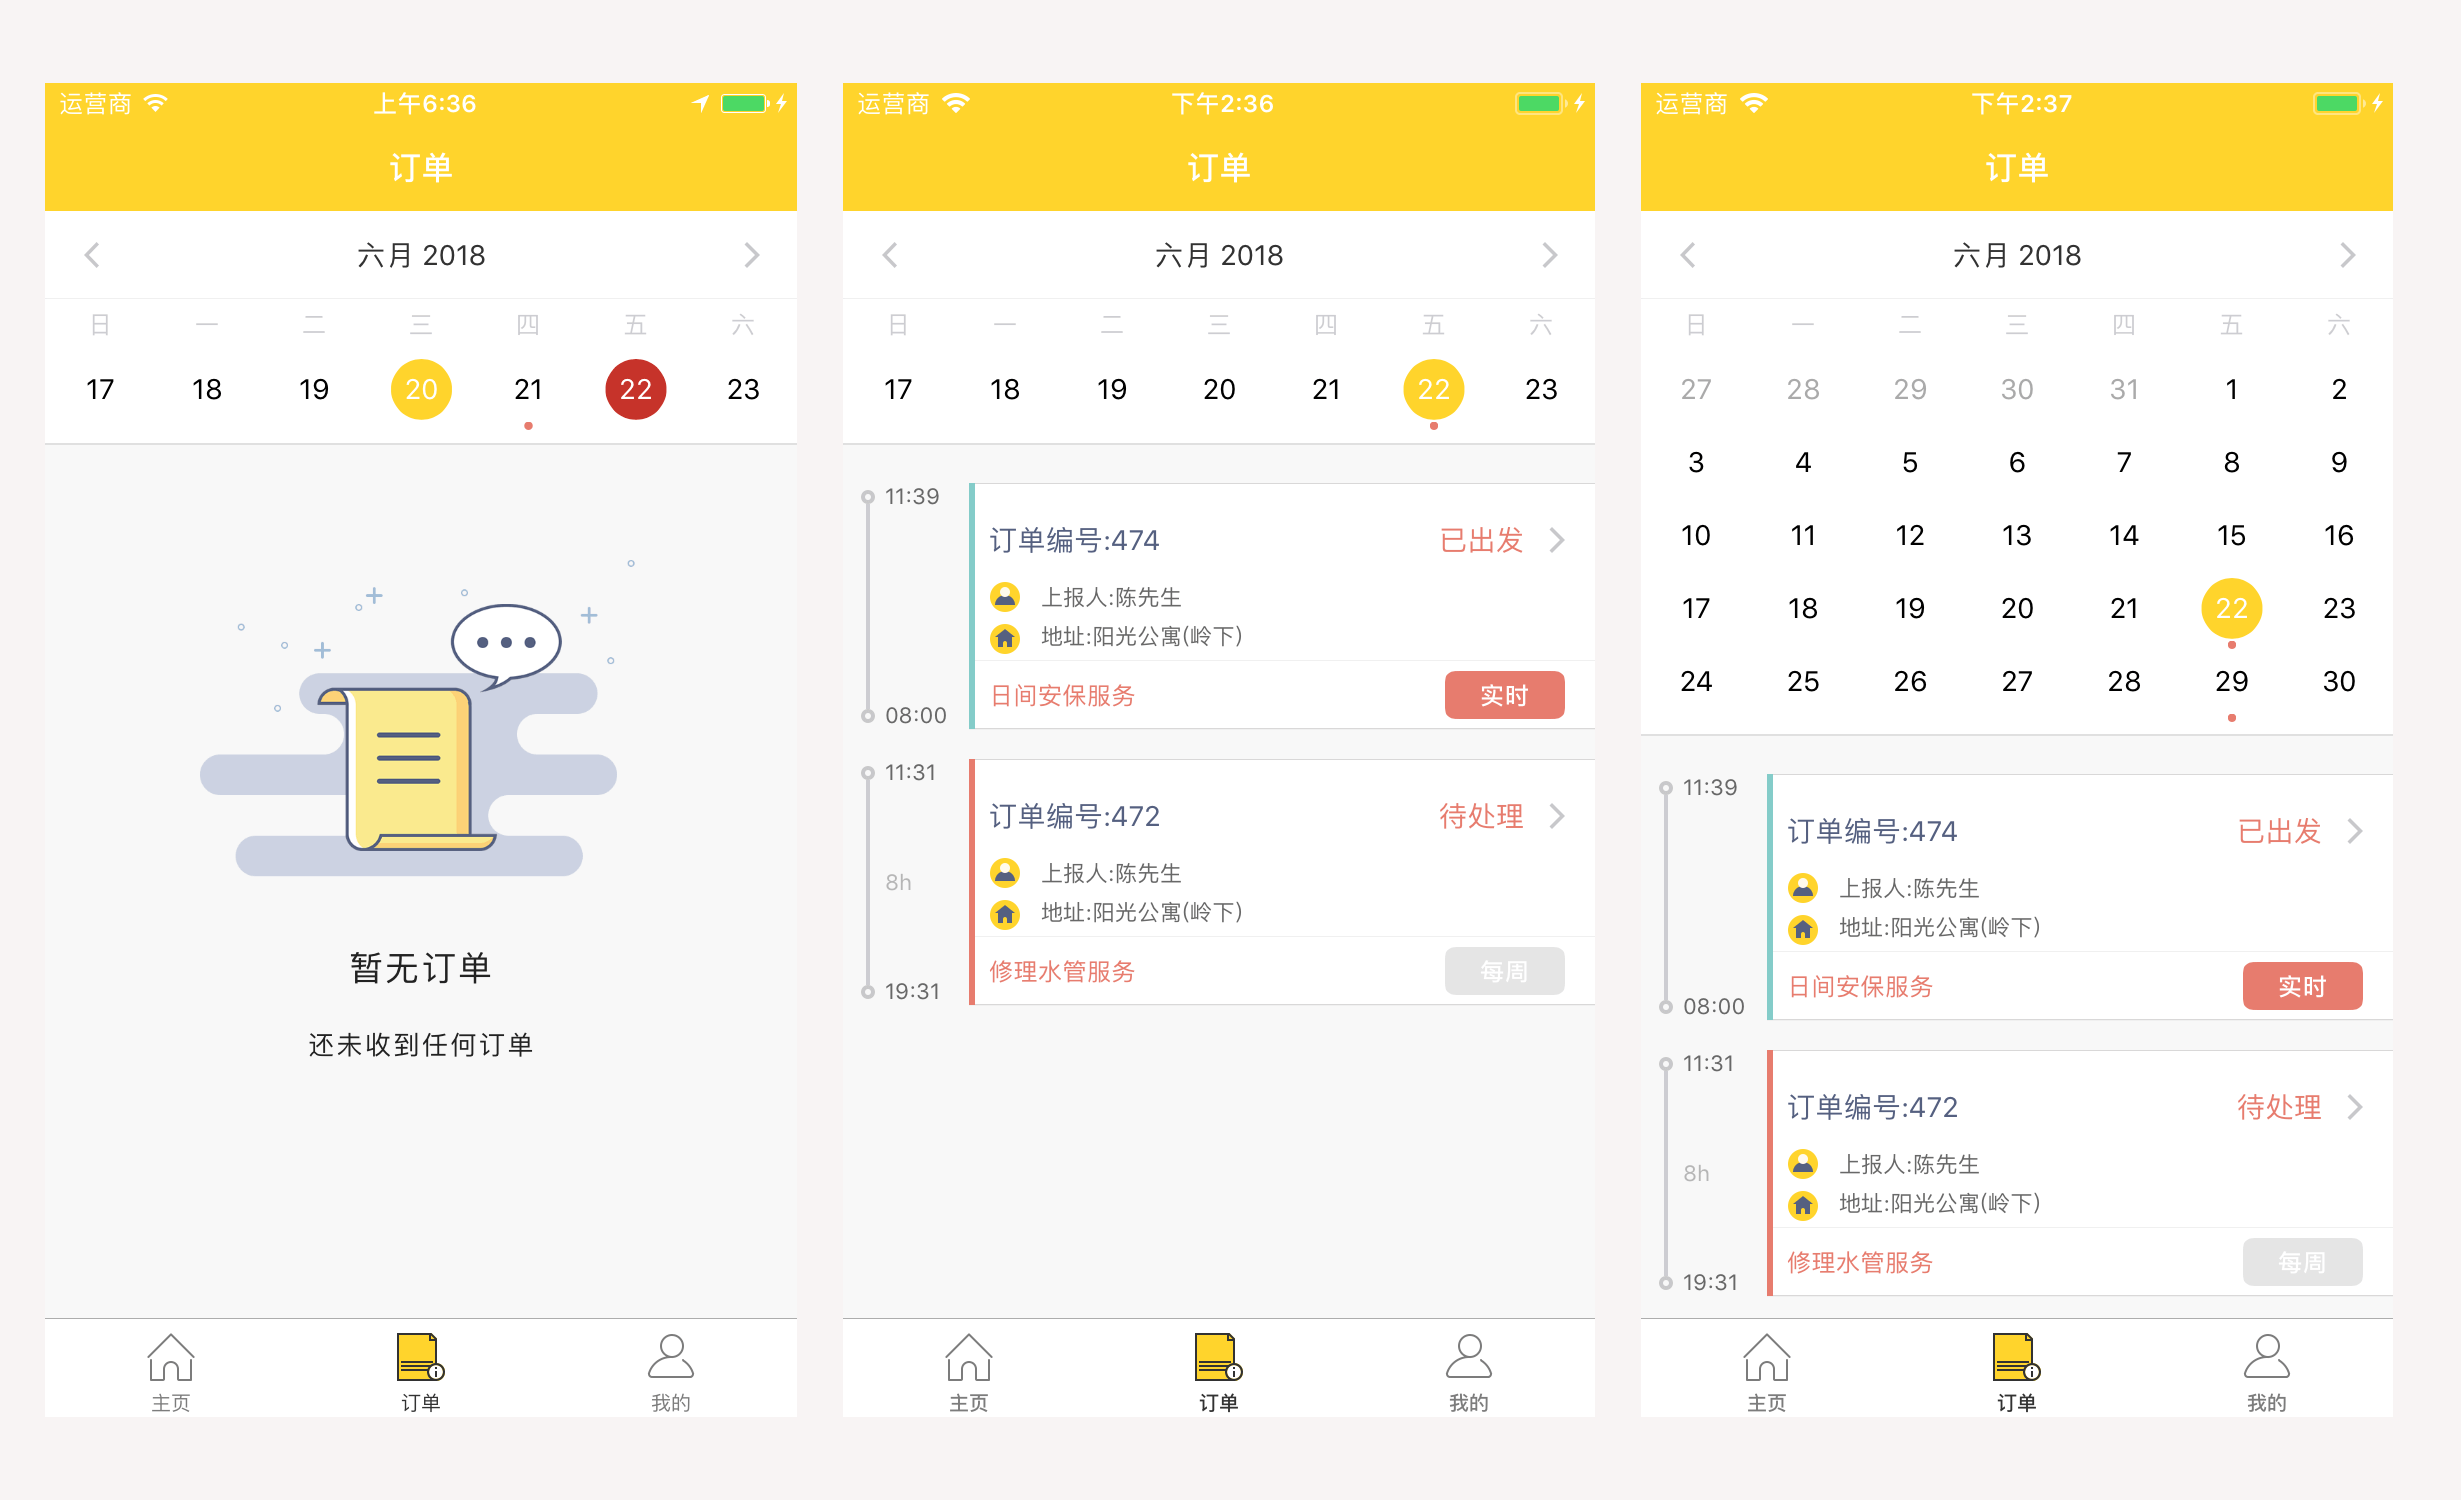 运营商 上午6:36
订单
六月 2018
日 一 二 三 四 五 六
17 18 19 20 21 22 23
暂无订单
还未收到任何订单
主页 订单 我的
运营商 下午2:36
订单
六月 2018
日 一 二 三 四 五 六
17 18 19 20 21 22 23
11:39
订单编号:474 已出发
上报人:陈先生
地址:阳光公寓(岭下)
日间安保服务 实时
08:00
11:31
订单编号:472 待处理
上报人:陈先生
8h
地址:阳光公寓(岭下)
修理水管服务 每周
19:31
主页 订单 我的
运营商 下午2:37
订单
六月 2018
日 一 二 三 四 五 六
27 28 29 30 31 1 2
3 4 5 6 7 8 9
10 11 12 13 14 15 16
17 18 19 20 21 22 23
24 25 26 27 28 29 30
11:39
订单编号:474 已出发
上报人:陈先生
地址:阳光公寓(岭下)
日间安保服务 实时
08:00
11:31
订单编号:472 待处理
上报人:陈先生
8h
地址:阳光公寓(岭下)
修理水管服务 每周
19:31
主页 订单 我的